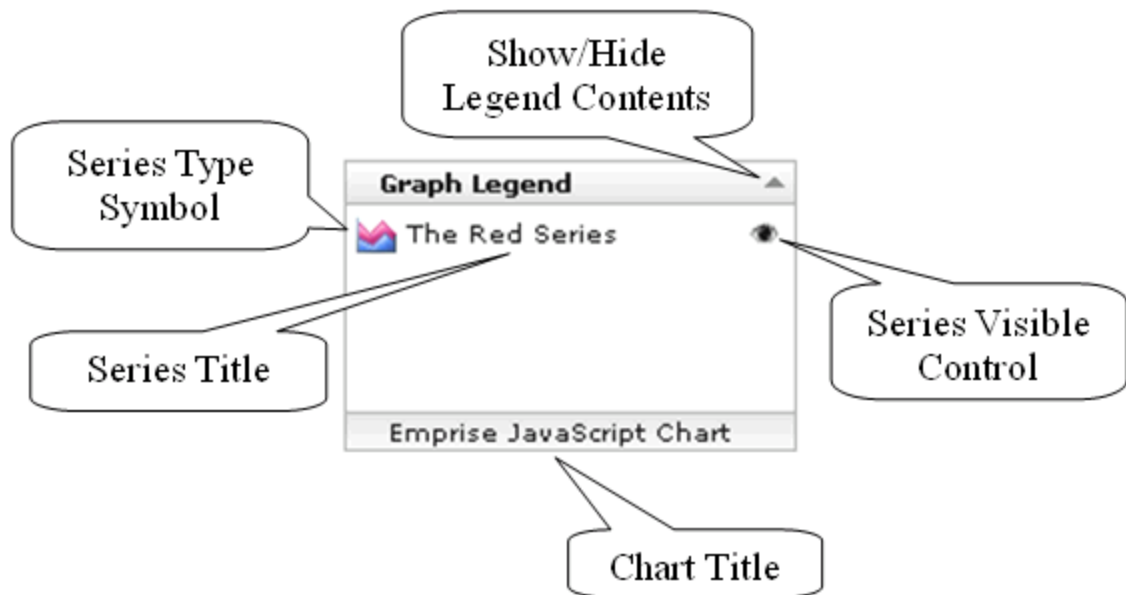 Show/Hide
Legend Contents
Series Type
Symbol
Graph Legend
The Red Series
Series Title
Series Visible
Control
Emprise JavaScript Chart
Chart Title